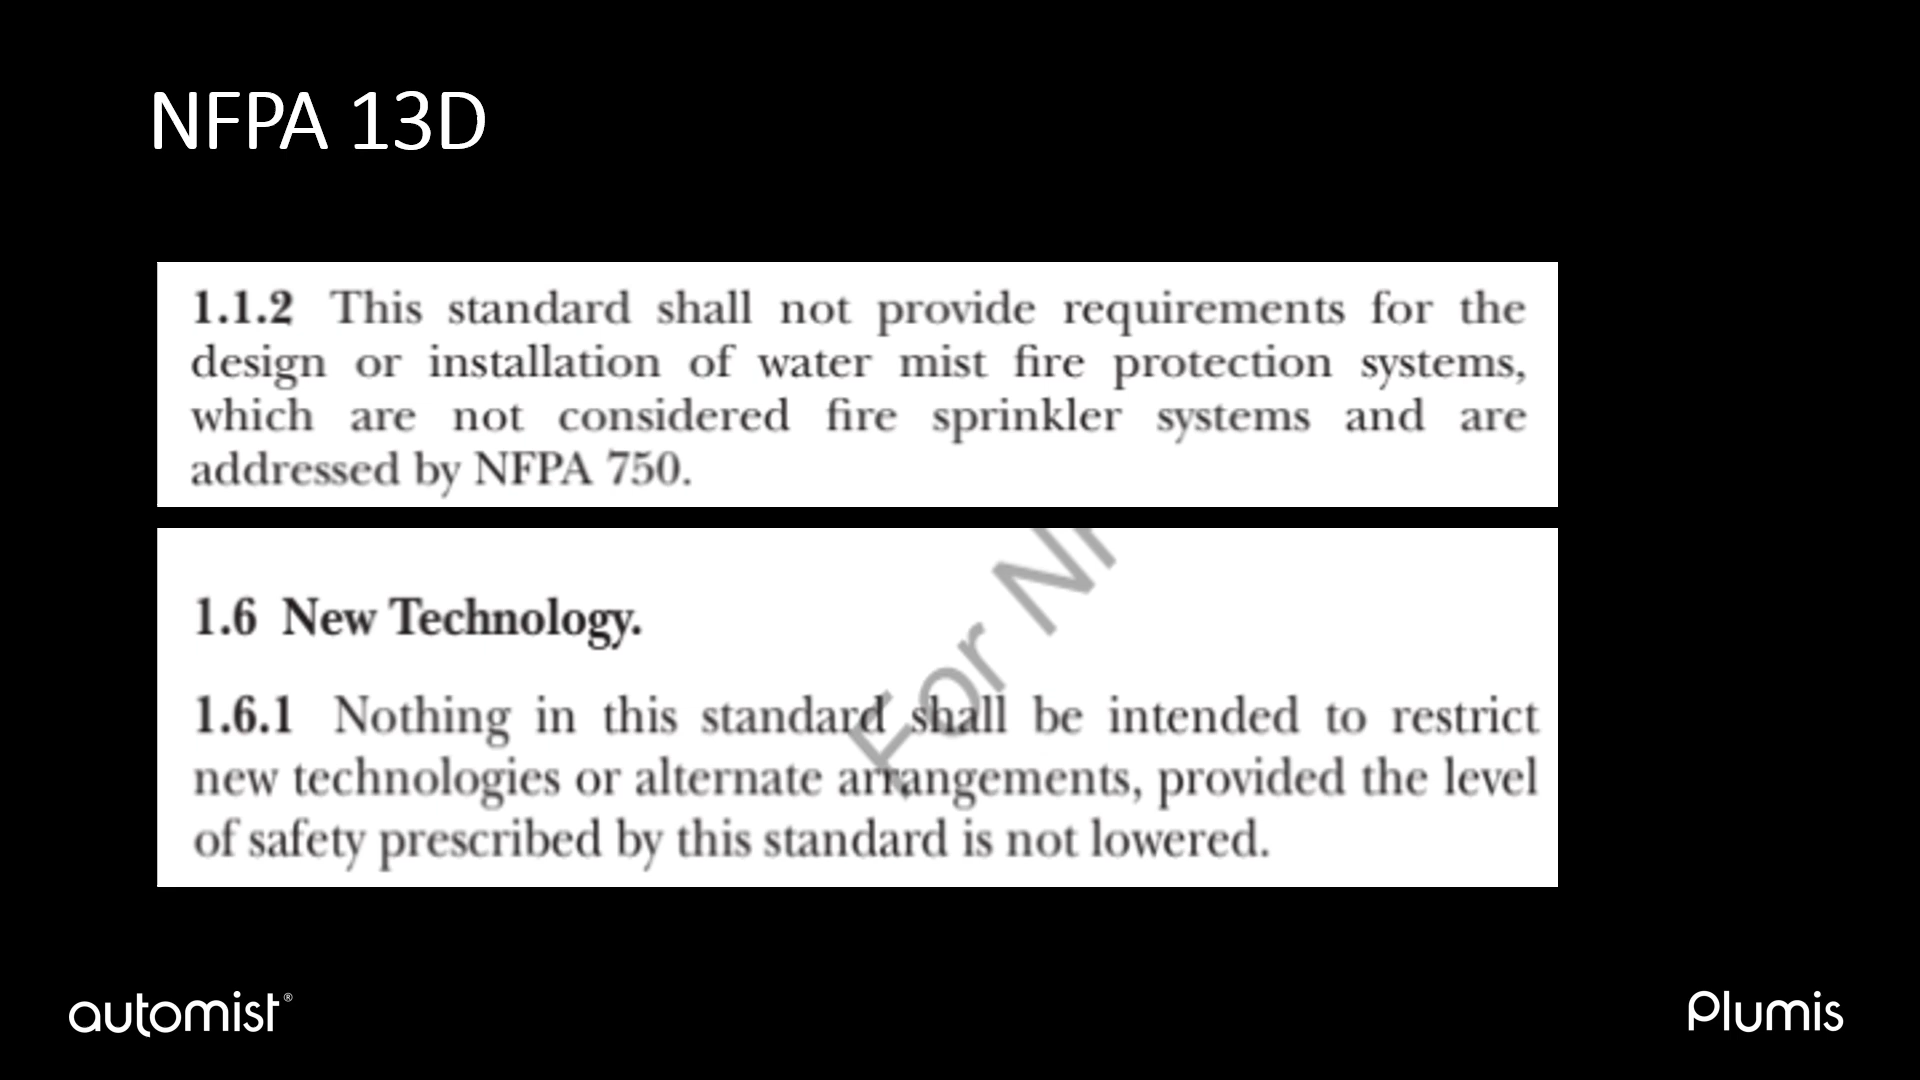 NFPA 13D
1.1.2 This standard shall not provide requirements for the
design or installation of water mist fire protection systems,
which are not considered fire sprinkler systems and are
addressed by NFPA 750.
For
1.6 New Technology.
1.6.1 Nothing in this standard shall be intended to restrict
new technologies or alternate arrangements, provided the level
of safety prescribed by this standard is not lowered.
automist®
Plumis